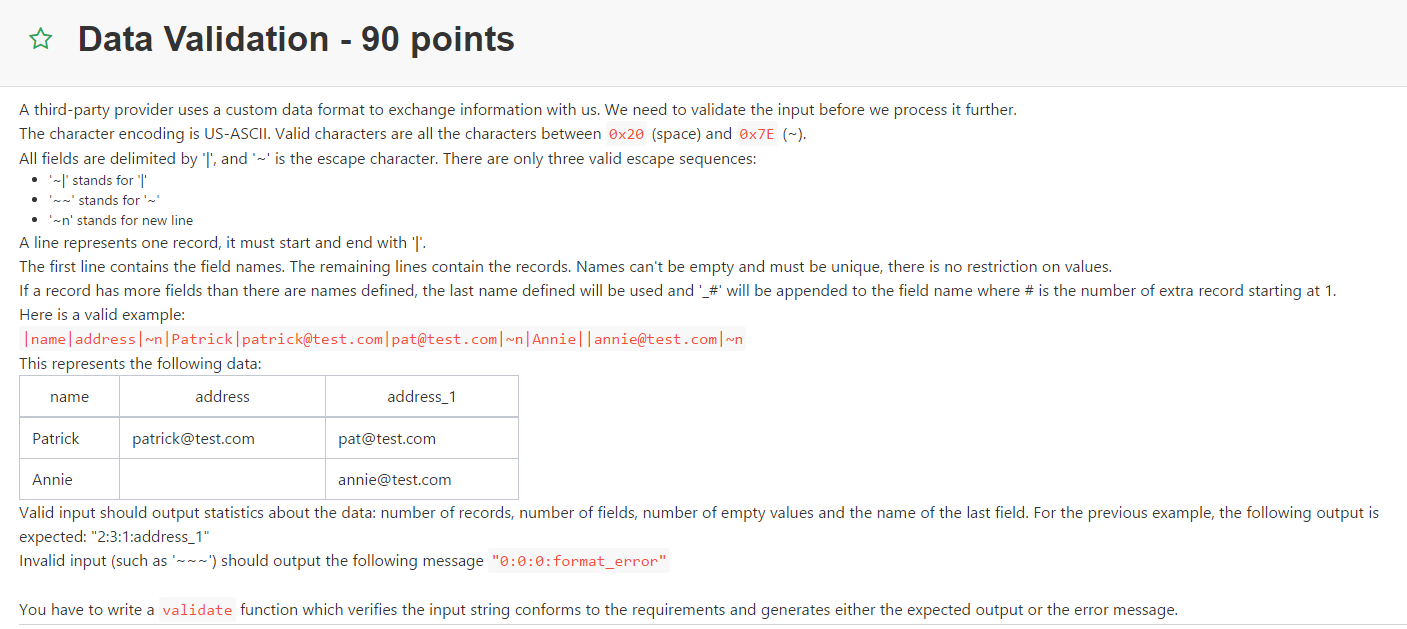 Data Validation - 90 points
A third-party provider uses a custom data format to exchange information with us. We need to validate the input before we process it further.
The character encoding is US-ASCII. Valid characters are all the characters between 0x20 (space) and 0x7E (~).
All fields are delimited by '|', and '~' is the escape character. There are only three valid escape sequences:
• '~|' stands for '|'
• '~~' stands for '~'
• '~n' stands for new line
A line represents one record, it must start and end with '|'.
The first line contains the field names. The remaining lines contain the records. Names can't be empty and must be unique, there is no restriction on values.
If a record has more fields than there are names defined, the last name defined will be used and '_#' will be appended to the field name where # is the number of extra record starting at 1.
Here is a valid example:
|name|address|~n|Patrick|patrick@test.com|pat@test.com|~n|Annie||annie@test.com|~n
This represents the following data:
name address address_1
Patrick patrick@test.com pat@test.com
Annie annie@test.com
Valid input should output statistics about the data: number of records, number of fields, number of empty values and the name of the last field. For the previous example, the following output is
expected: "2:3:1:address_1"
Invalid input (such as '~~~') should output the following message "0:0:0:format_error"
You have to write a validate function which verifies the input string conforms to the requirements and generates either the expected output or the error message.